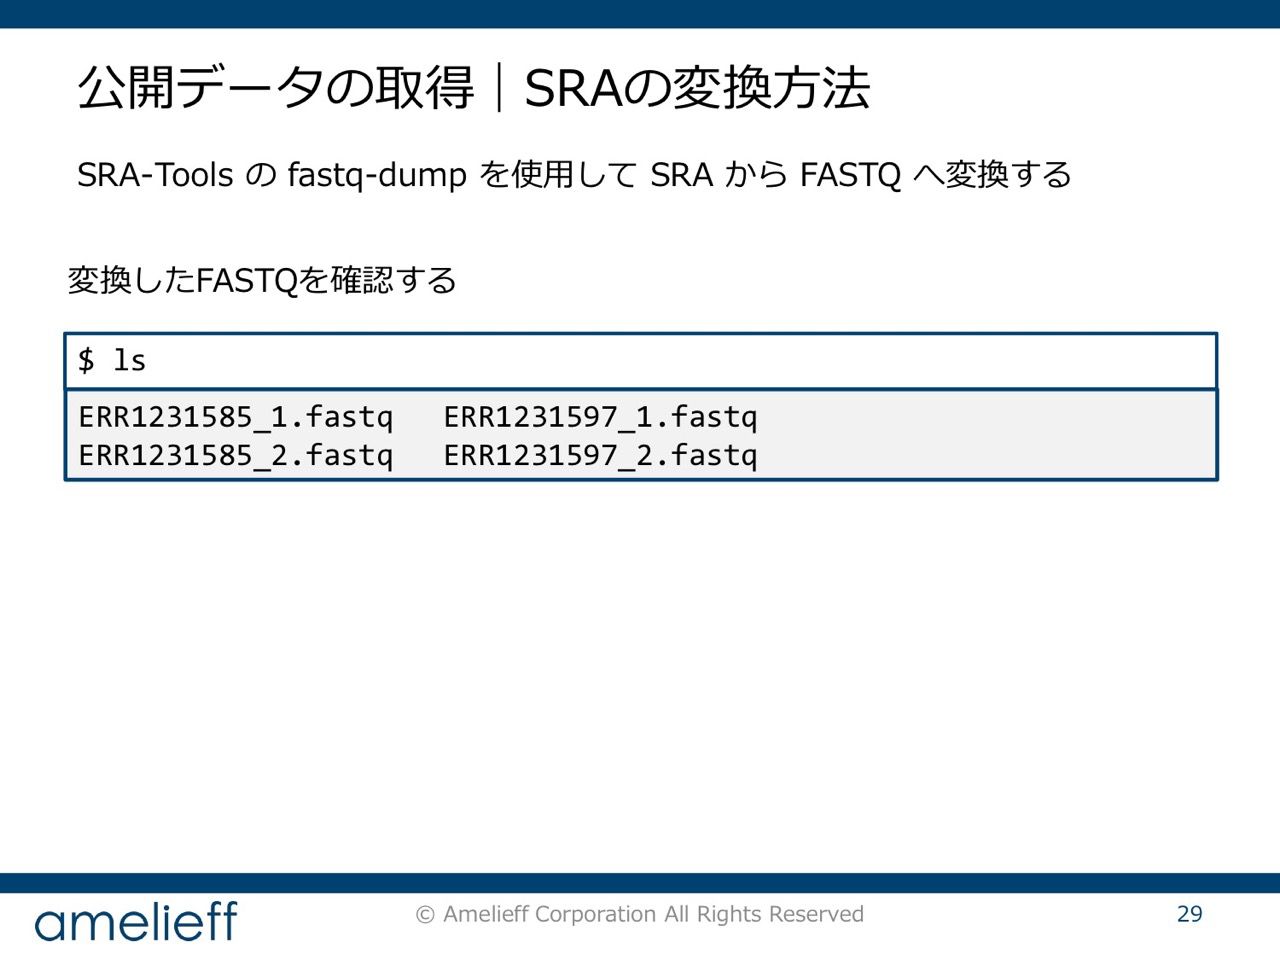 公開データの取得｜SRAの変換方法
SRA-Tools の fastq-dump を使用して SRA から FASTQ へ変換する
変換したFASTQを確認する
$ ls
ERR1231585_1.fastq   ERR1231597_1.fastq
ERR1231585_2.fastq   ERR1231597_2.fastq
amelieff
© Amelieff Corporation All Rights Reserved
29